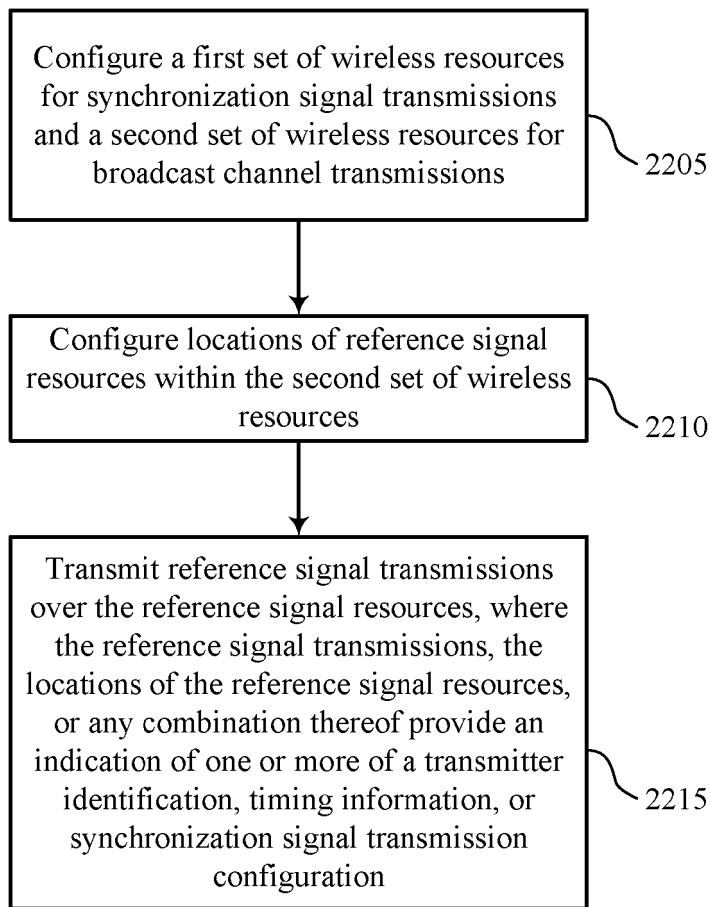 Configure a first set of wireless resources
for synchronization signal transmissions
and a second set of wireless resources for
broadcast channel transmissions
2205
Configure locations of reference signal
resources within the second set of wireless
resources
2210
Transmit reference signal transmissions
over the reference signal resources, where
the reference signal transmissions, the
locations of the reference signal resources,
or any combination thereof provide an
indication of one or more of a transmitter
identification, timing information, or
synchronization signal transmission
configuration
2215